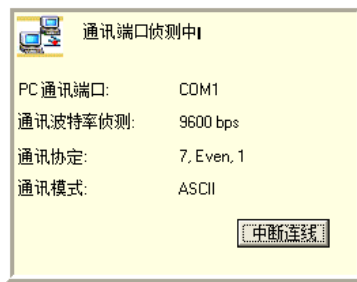 通讯端口侦测中
PC通讯端口: COM1
通讯波特率侦测: 9600 bps
通讯协定: 7, Even, 1
通讯模式: ASCII
中断连线